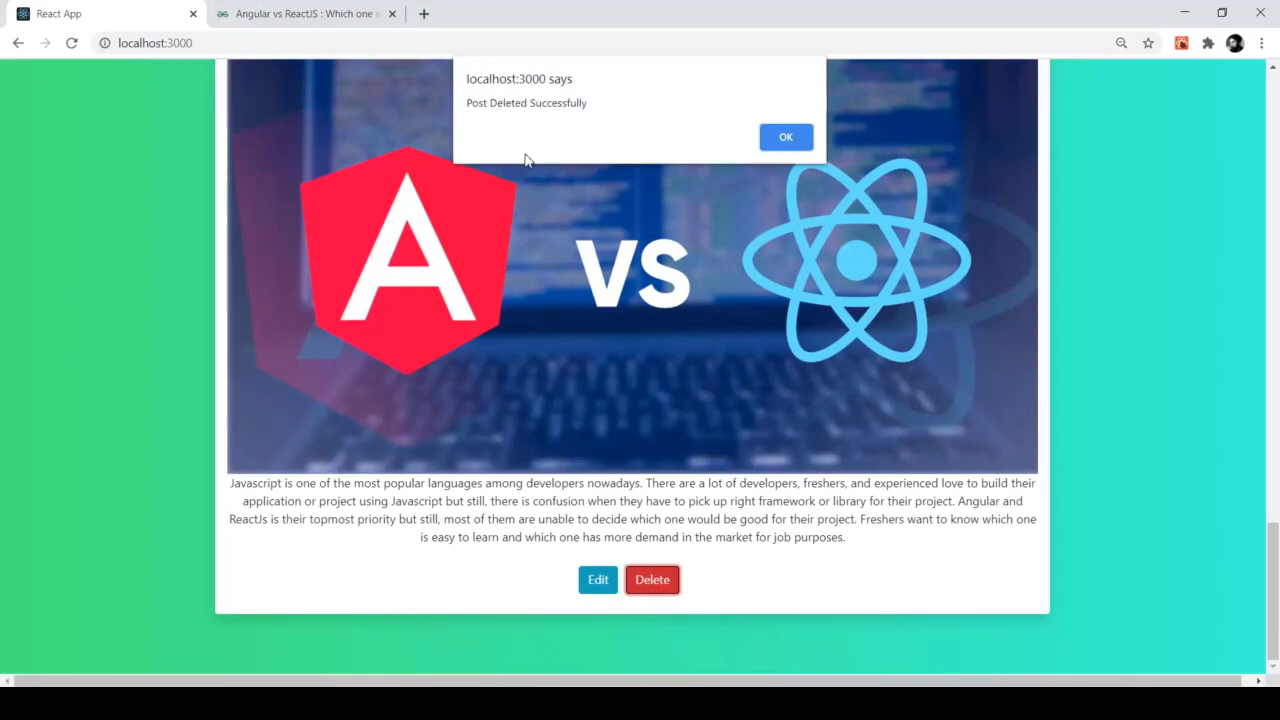 React App
Angular vs ReactJS : Which one
localhost:3000
localhost:3000 says
Post Deleted Successfully
OK
A VS
Javascript is one of the most popular languages among developers nowadays. There are a lot of developers, freshers, and experienced love to build their
application or project using Javascript but still, there is confusion when they have to pick up right framework or library for their project. Angular and
ReactJs is their topmost priority but still, most of them are unable to decide which one would be good for their project. Freshers want to know which one
is easy to learn and which one has more demand in the market for job purposes.
Edit Delete